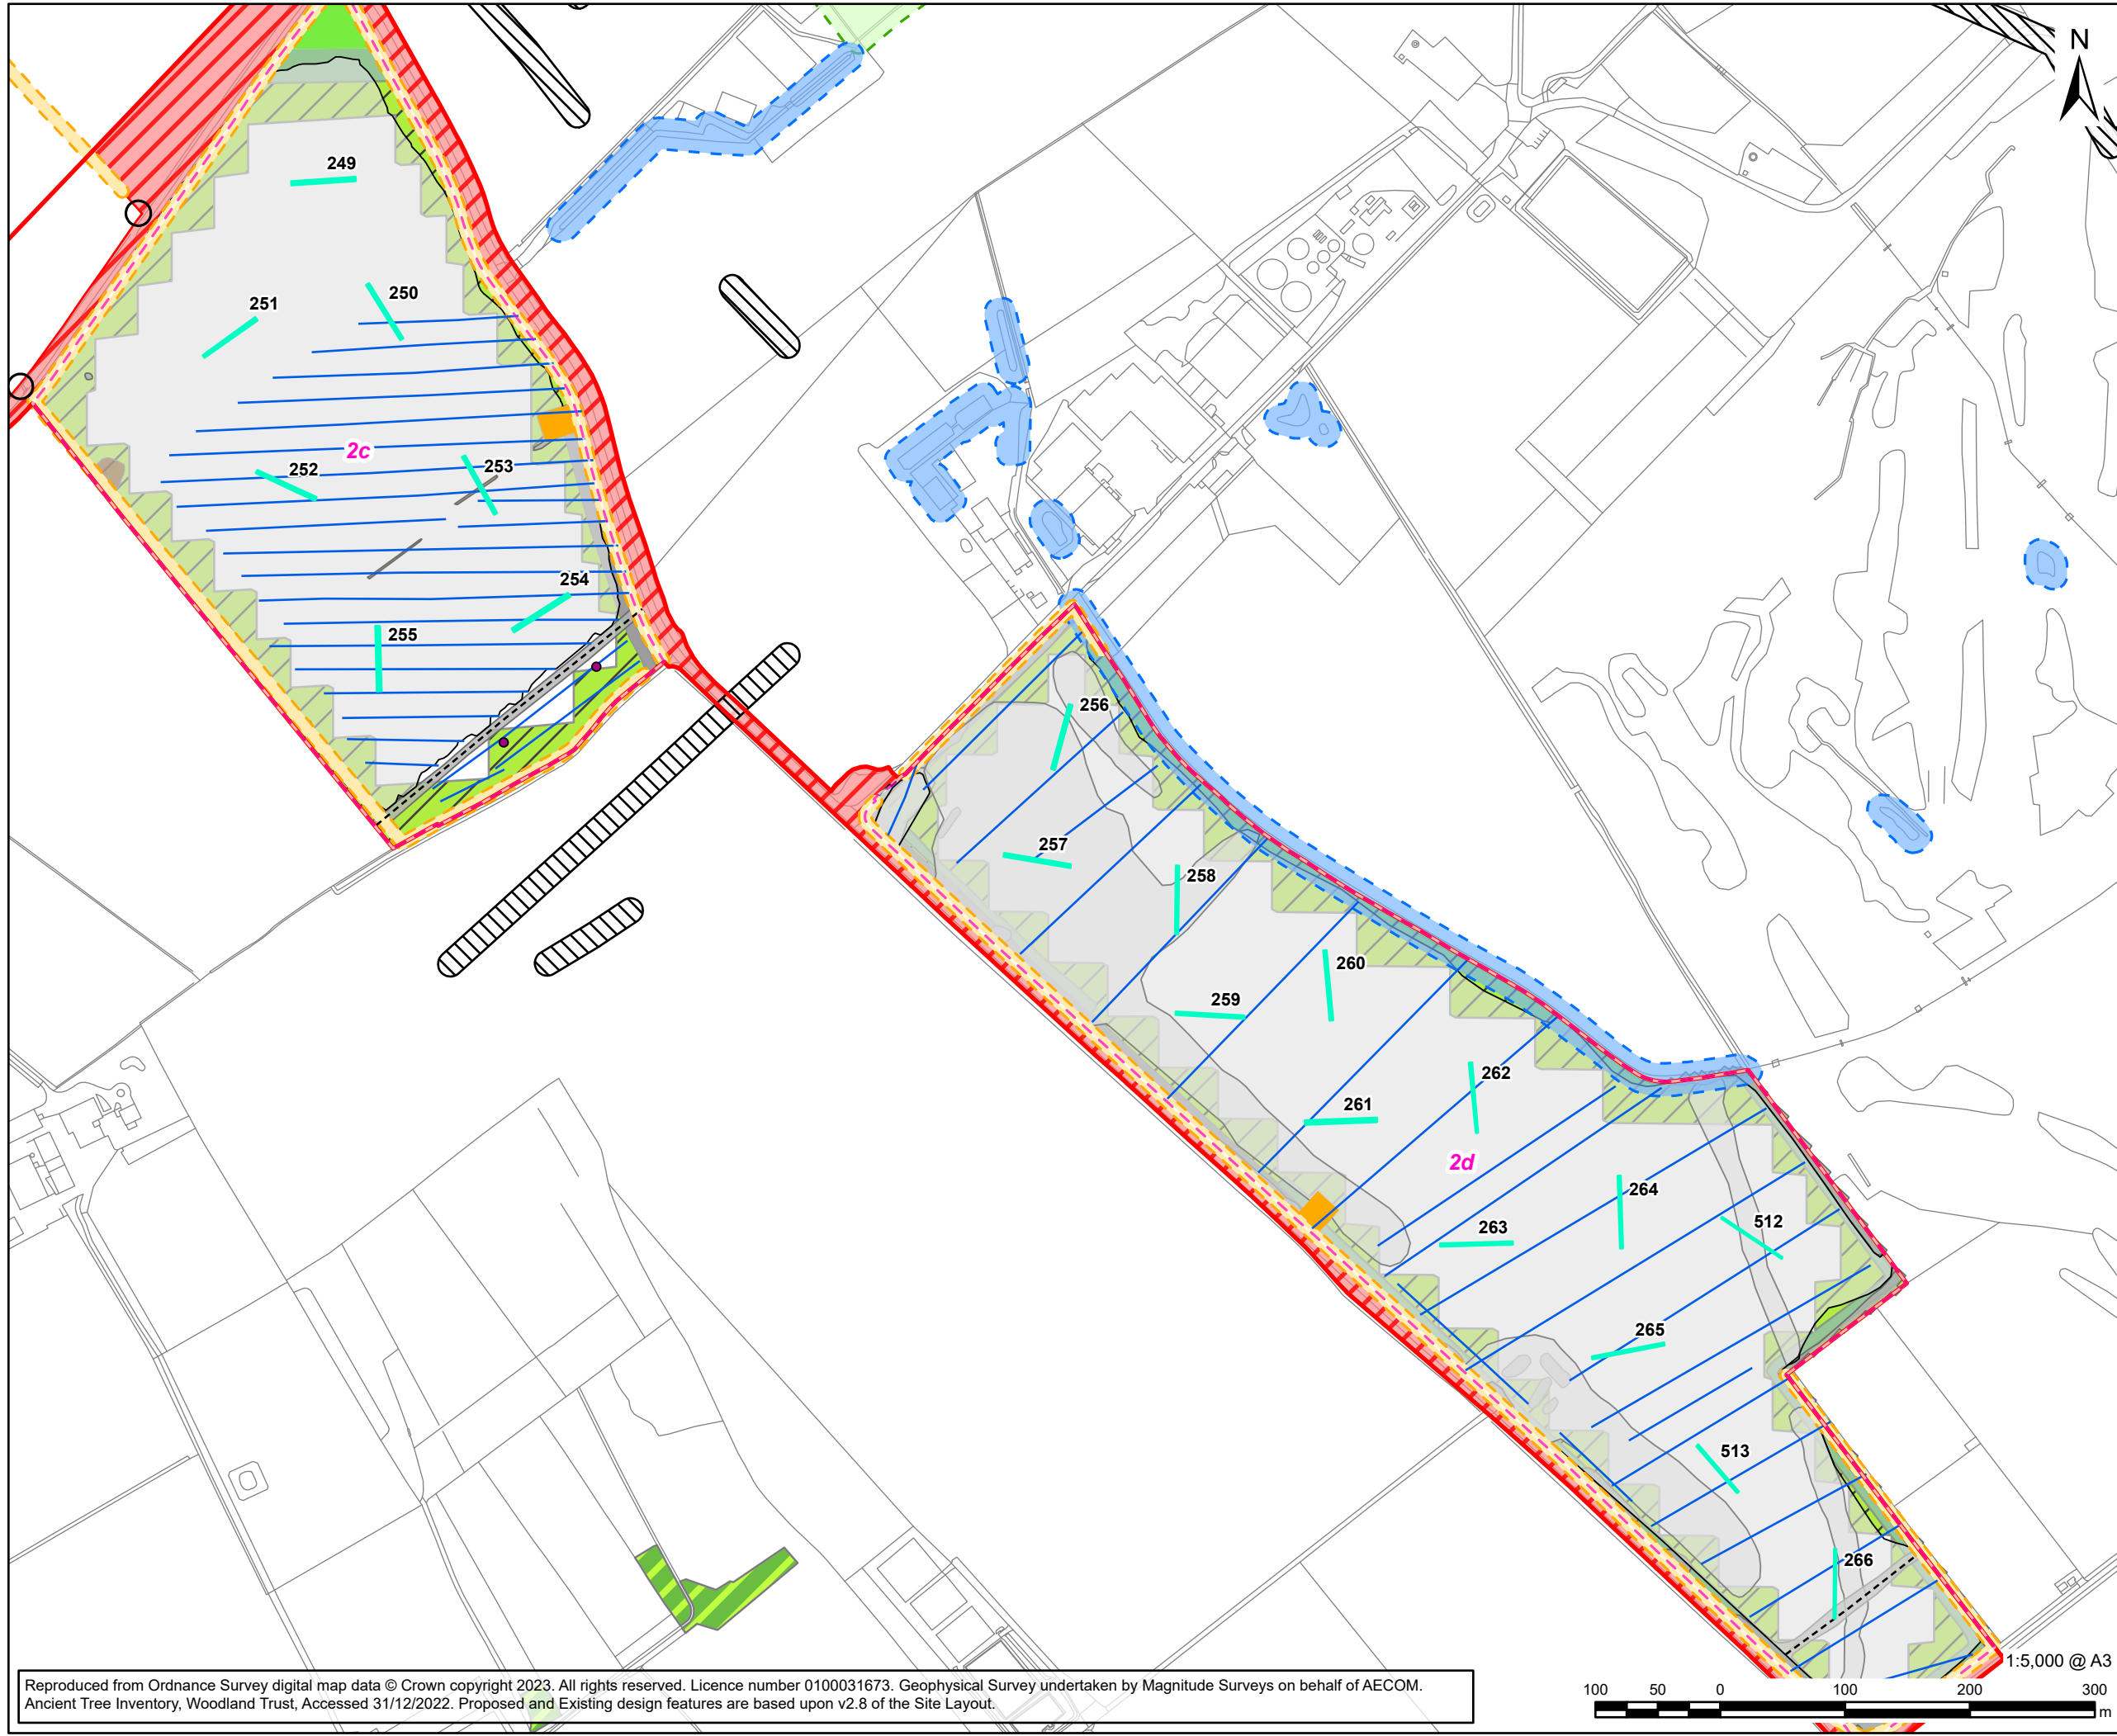 N
249
250
251
2c
252
253
254
255
256
257
258
259
260
261
262
2d
263
264
512
265
513
266
1:5,000 @ A3
100 50 0 100 200 300
m
Reproduced from Ordnance Survey digital map data © Crown copyright 2023. All rights reserved. Licence number 0100031673. Geophysical Survey undertaken by Magnitude Surveys on behalf of AECOM.
Ancient Tree Inventory, Woodland Trust, Accessed 31/12/2022. Proposed and Existing design features are based upon v2.8 of the Site Layout.